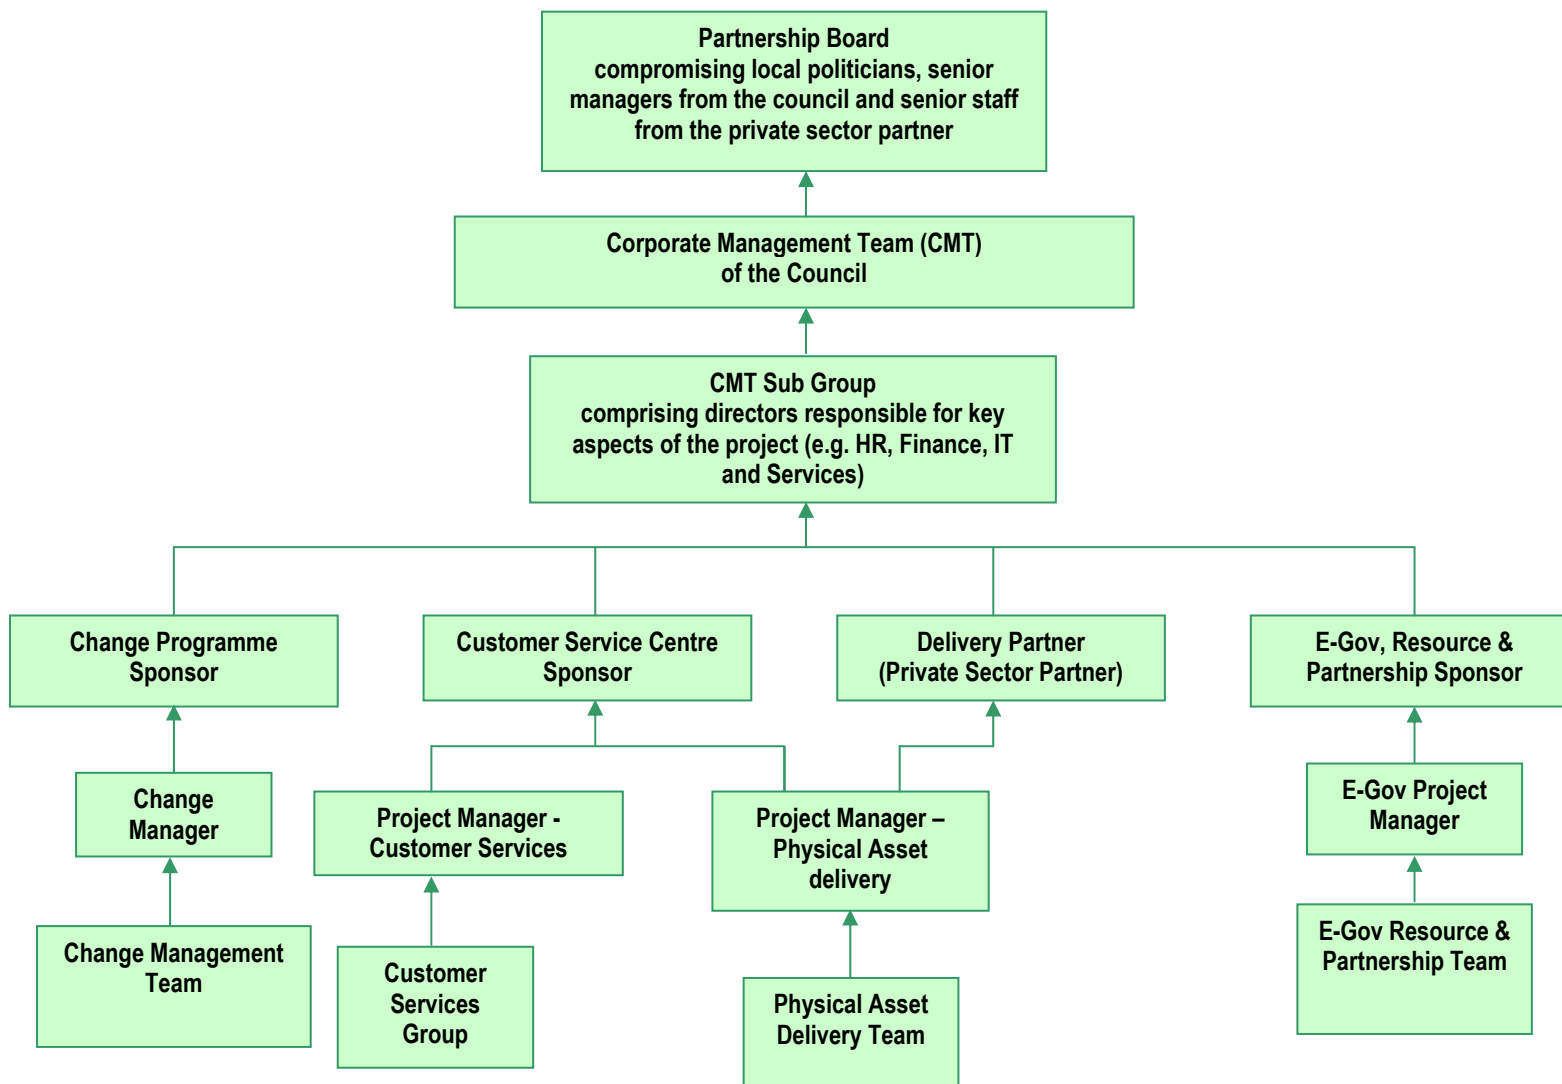 Partnership Board
compromising local politicians, senior
managers from the council and senior staff
from the private sector partner
Corporate Management Team (CMT)
of the Council
CMT Sub Group
comprising directors responsible for key
aspects of the project (e.g. HR, Finance, IT
and Services)
Change Programme
Sponsor
Customer Service Centre
Sponsor
Delivery Partner
(Private Sector Partner)
E-Gov, Resource &
Partnership Sponsor
Change
Manager
Project Manager -
Customer Services
Project Manager –
Physical Asset
delivery
E-Gov Project
Manager
Change Management
Team
Customer
Services
Group
Physical Asset
Delivery Team
E-Gov Resource &
Partnership Team